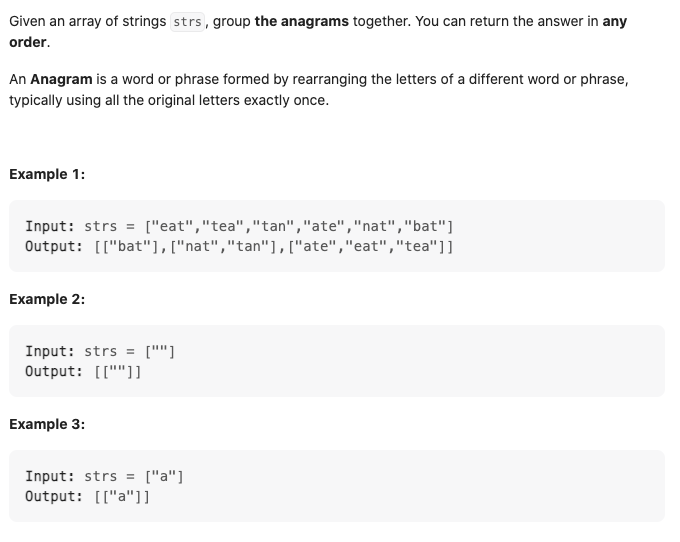 Given an array of strings strs, group the anagrams together. You can return the answer in any
order.
An Anagram is a word or phrase formed by rearranging the letters of a different word or phrase,
typically using all the original letters exactly once.
Example 1:
Input: strs = ["eat","tea","tan","ate","nat","bat"]
Output: [["bat"],["nat","tan"],["ate","eat","tea"]]
Example 2:
Input: strs = [""]
Output: [[""]]
Example 3:
Input: strs = ["a"]
Output: [["a"]]